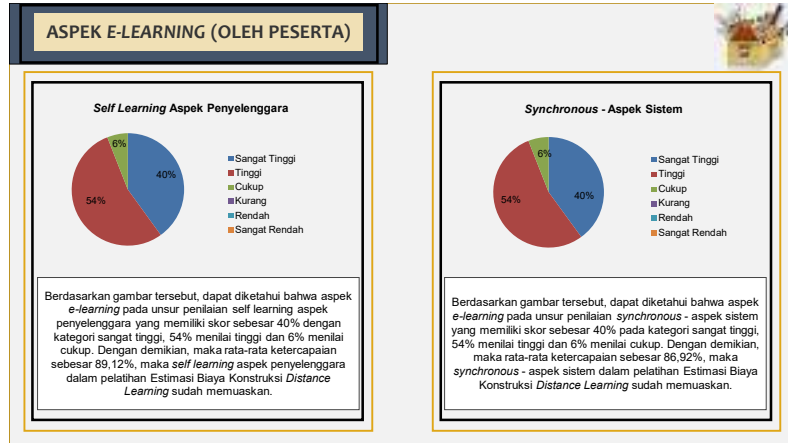 ASPEK E-LEARNING (OLEH PESERTA)
Self Learning Aspek Penyelenggara
6%
40%
54%
Sangat Tinggi
Tinggi
Cukup
Kurang
Rendah
Sangat Rendah
Berdasarkan gambar tersebut, dapat diketahui bahwa aspek
e-learning pada unsur penilaian self learning aspek
penyelenggara yang memiliki skor sebesar 40% dengan
kategori sangat tinggi, 54% menilai tinggi dan 6% menilai
cukup. Dengan demikian, maka rata-rata ketercapaian
sebesar 89,12%, maka self learning aspek penyelenggara
dalam pelatihan Estimasi Biaya Konstruksi Distance
Learning sudah memuaskan.
Synchronous - Aspek Sistem
6%
40%
54%
Sangat Tinggi
Tinggi
Cukup
Kurang
Rendah
Sangat Rendah
Berdasarkan gambar tersebut, dapat diketahui bahwa aspek
e-learning pada unsur penilaian synchronous - aspek sistem
yang memiliki skor sebesar 40% pada kategori sangat tinggi,
54% menilai tinggi dan 6% menilai cukup. Dengan demikian,
maka rata-rata ketercapaian sebesar 86,92%, maka
synchronous - aspek sistem dalam pelatihan Estimasi Biaya
Konstruksi Distance Learning sudah memuaskan.